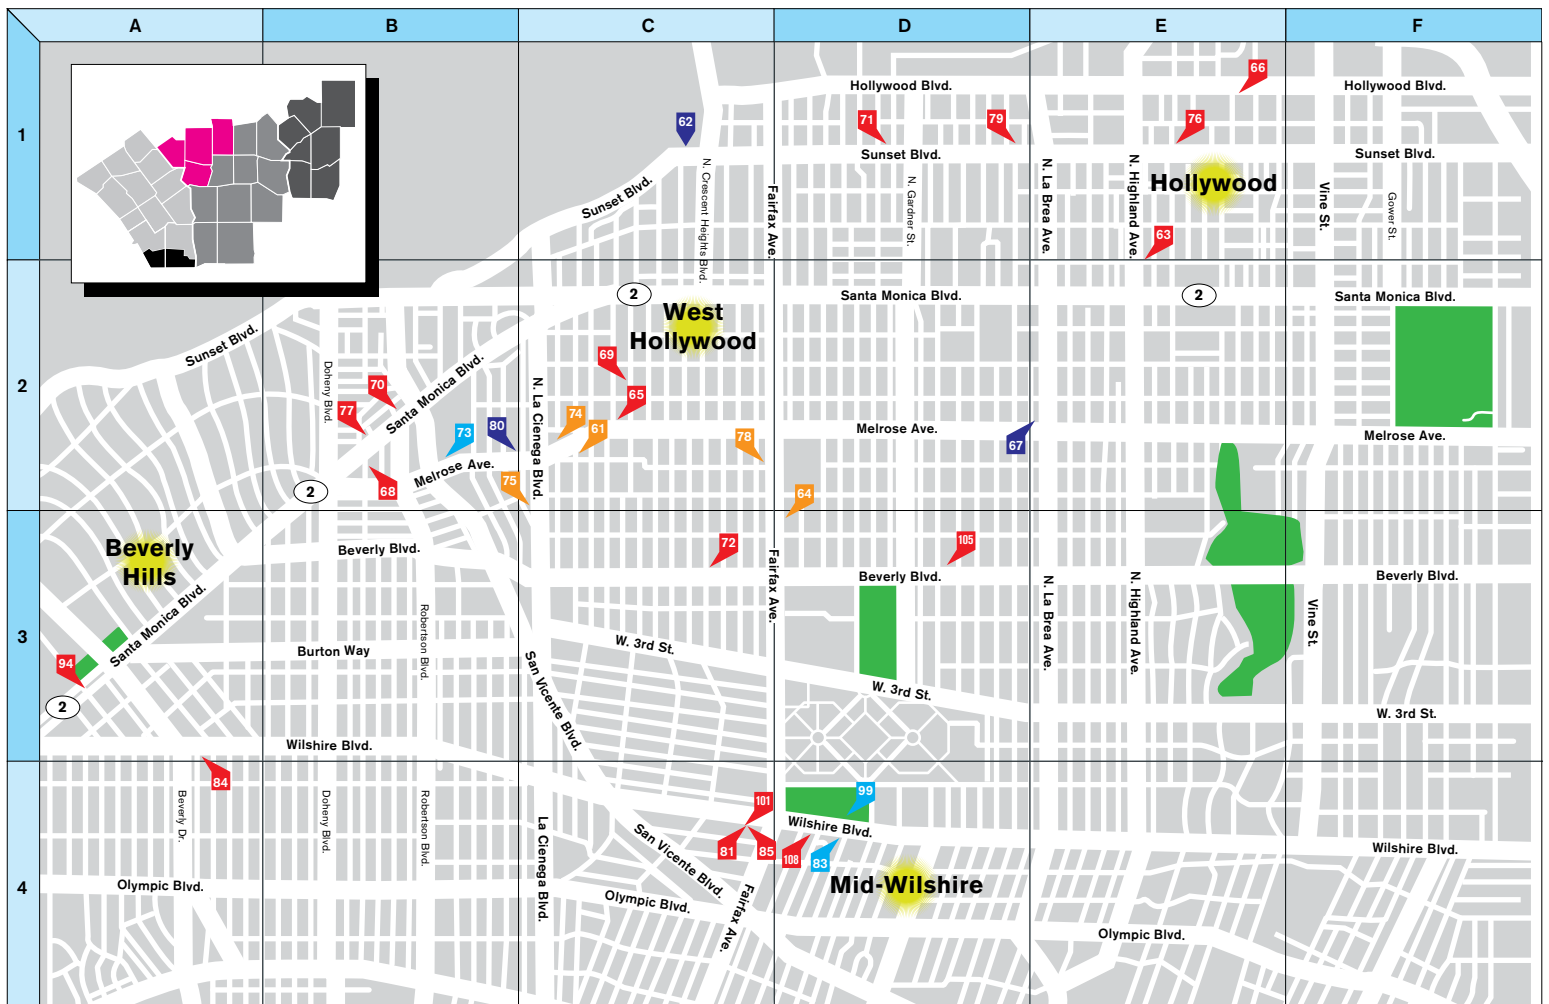 A
B
C
D
E
F
1
2
3
4
66
Hollywood Blvd.
Hollywood Blvd.
62
71
79
76
Sunset Blvd.
Sunset Blvd.
Sunset Blvd.
N. Crescent Heights Blvd.
Fairfax Ave.
N. Gardner St.
N. La Brea Ave.
N. Highland Ave.
Hollywood
Vine St.
Gower St.
63
2
Santa Monica Blvd.
2
Santa Monica Blvd.
West
Hollywood
Sunset Blvd.
Doheny Blvd.
70
77
Santa Monica Blvd.
69
65
N. La Cienega Blvd.
74
61
73
80
78
Melrose Ave.
67
Melrose Ave.
Melrose Ave.
68
2
75
64
Beverly
Hills
Beverly Blvd.
72
105
Fairfax Ave.
Beverly Blvd.
Beverly Blvd.
N. La Brea Ave.
N. Highland Ave.
Vine St.
Santa Monica Blvd.
Robertson Blvd.
Burton Way
W. 3rd St.
94
2
San Vicente Blvd.
W. 3rd St.
W. 3rd St.
Wilshire Blvd.
84
Beverly Dr.
Doheny Blvd.
Robertson Blvd.
La Cienega Blvd.
San Vicente Blvd.
101
99
81
85
108
83
Wilshire Blvd.
Wilshire Blvd.
Mid-Wilshire
Olympic Blvd.
Olympic Blvd.
Fairfax Ave.
Olympic Blvd.